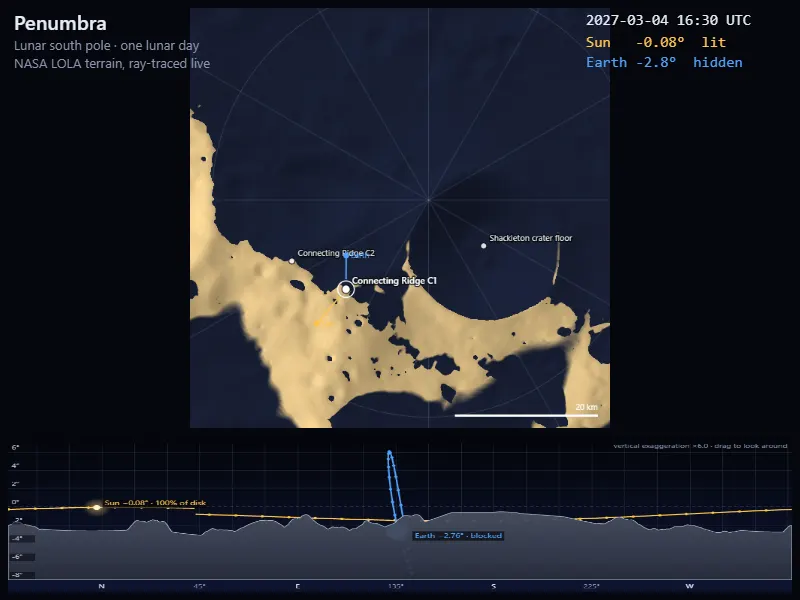 Penumbra
Lunar south pole · one lunar day
NASA LOLA terrain, ray-traced live
2027-03-04 16:30 UTC
Sun -0.08° lit
Earth -2.8° hidden
Shackleton crater floor
Connecting Ridge C2
Connecting Ridge C1
20 km
vertical exaggeration ×6.0 · drag to look around
6°
4°
2°
0°
-2°
-4°
-6°
-8°
Sun -0.08° · 100% of disk
Earth -2.76° · blocked
N 45° E 135° S 225° W